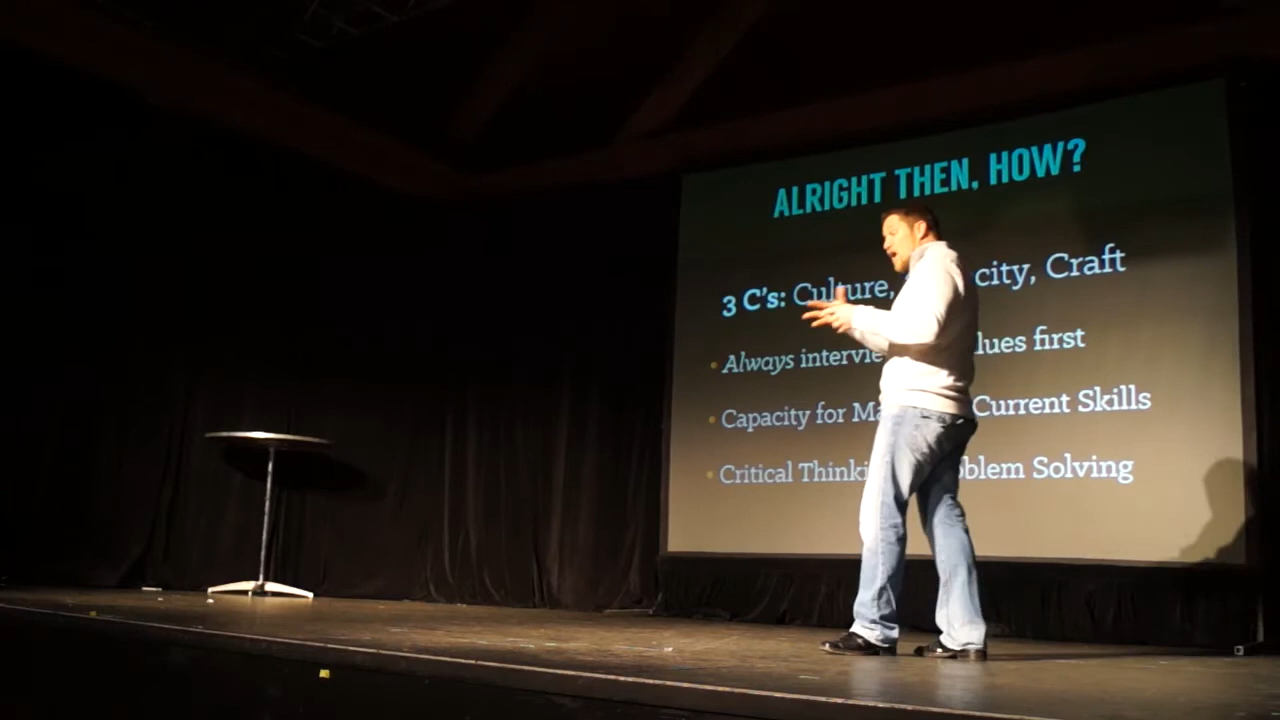 ALRIGHT THEN, HOW?
3 C's: Culture, city, Craft
Always intervie lues first
Capacity for Ma Current Skills
Critical Thinki oblem Solving